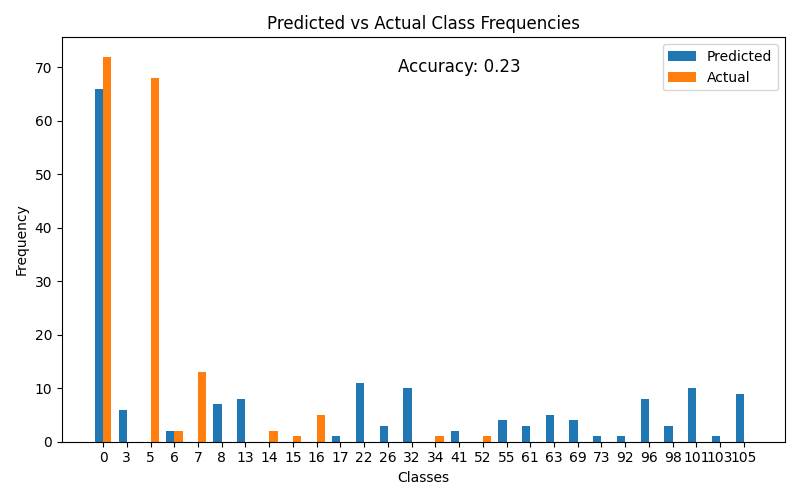 Predicted vs Actual Class Frequencies
Accuracy: 0.23
Predicted
Actual
Frequency
70
60
50
40
30
20
10
0
0 3 5 6 7 8 13 14 15 16 17 22 26 32 34 41 52 55 61 63 69 73 92 96 98 101 103 105
Classes